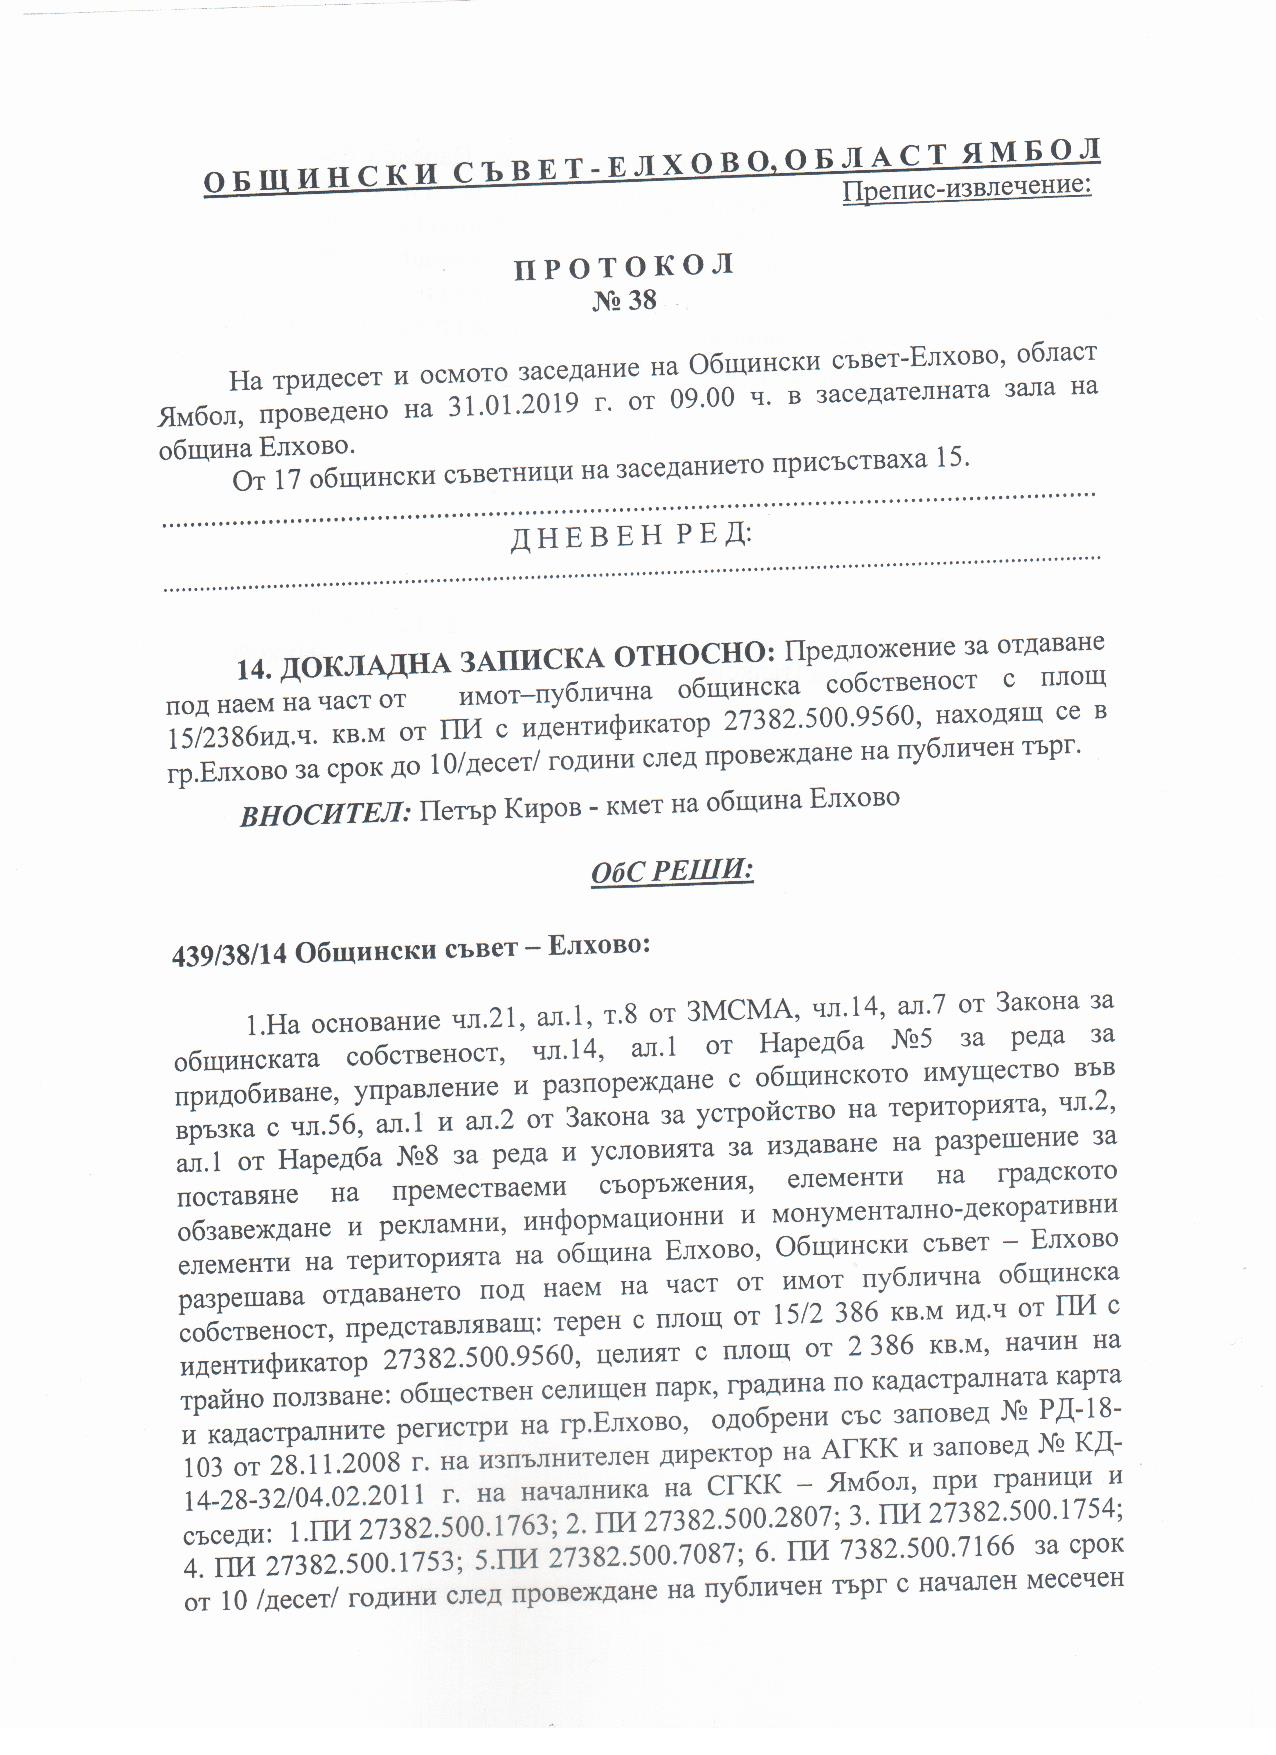 О Б Щ И Н С К И  С Ъ В Е Т - Е Л Х О В О, О Б Л А С Т  Я М Б О Л
Препис-извлечение:
П Р О Т О К О Л
№ 38
На тридесет и осмото заседание на Общински съвет-Елхово, област
Ямбол, проведено на 31.01.2019 г. от 09.00 ч. в заседателната зала на
община Елхово.
От 17 общински съветници на заседанието присъстваха 15.
Д Н Е В Е Н  Р Е Д:
14. ДОКЛАДНА ЗАПИСКА ОТНОСНО: Предложение за отдаване
под наем на част от имот–публична общинска собственост с площ
15/2386ид.ч. кв.м от ПИ с идентификатор 27382.500.9560, находящ се в
гр.Елхово за срок до 10/десет/ години след провеждане на публичен търг.
ВНОСИТЕЛ: Петър Киров - кмет на община Елхово
ОбС РЕШИ:
439/38/14 Общински съвет – Елхово:
1.На основание чл.21, ал.1, т.8 от ЗМСМА, чл.14, ал.7 от Закона за
общинската собственост, чл.14, ал.1 от Наредба №5 за реда за
придобиване, управление и разпореждане с общинското имущество във
връзка с чл.56, ал.1 и ал.2 от Закона за устройство на територията, чл.2,
ал.1 от Наредба №8 за реда и условията за издаване на разрешение за
поставяне на преместваеми съоръжения, елементи на градското
обзавеждане и рекламни, информационни и монументално-декоративни
елементи на територията на община Елхово, Общински съвет – Елхово
разрешава отдаването под наем на част от имот публична общинска
собственост, представляващ: терен с площ от 15/2 386 кв.м ид.ч от ПИ с
идентификатор 27382.500.9560, целият с площ от 2 386 кв.м, начин на
трайно ползване: обществен селищен парк, градина по кадастралната карта
и кадастралните регистри на гр.Елхово, одобрени със заповед № РД-18-
103 от 28.11.2008 г. на изпълнителен директор на АГКК и заповед № КД-
14-28-32/04.02.2011 г. на началника на СГКК – Ямбол, при граници и
съседи: 1.ПИ 27382.500.1763; 2. ПИ 27382.500.2807; 3. ПИ 27382.500.1754;
4. ПИ 27382.500.1753; 5.ПИ 27382.500.7087; 6. ПИ 7382.500.7166 за срок
от 10 /десет/ години след провеждане на публичен търг с начален месечен